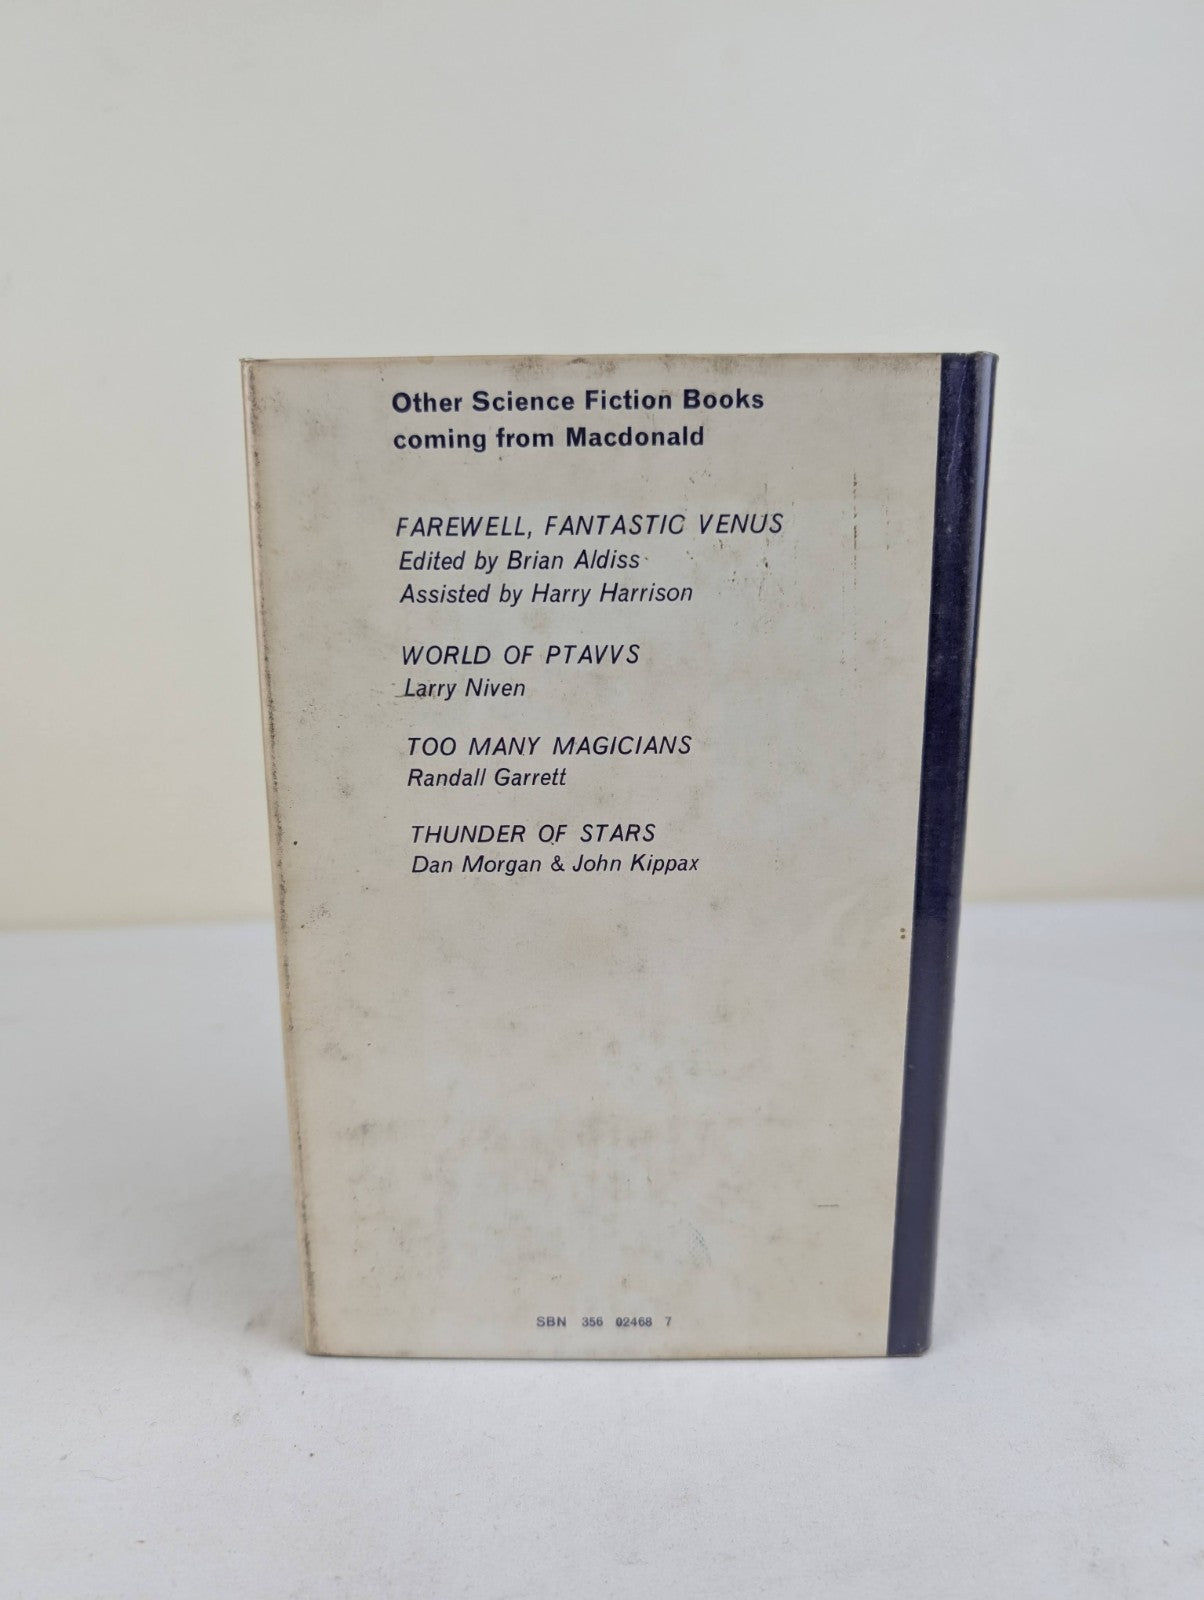 Other Science Fiction Books
coming from Macdonald
FAREWELL, FANTASTIC VENUS
Edited by Brian Aldiss
Assisted by Harry Harrison
WORLD OF PTAVVS
Larry Niven
TOO MANY MAGICIANS
Randall Garrett
THUNDER OF STARS
Dan Morgan & John Kippax
SBN 356 02468 7